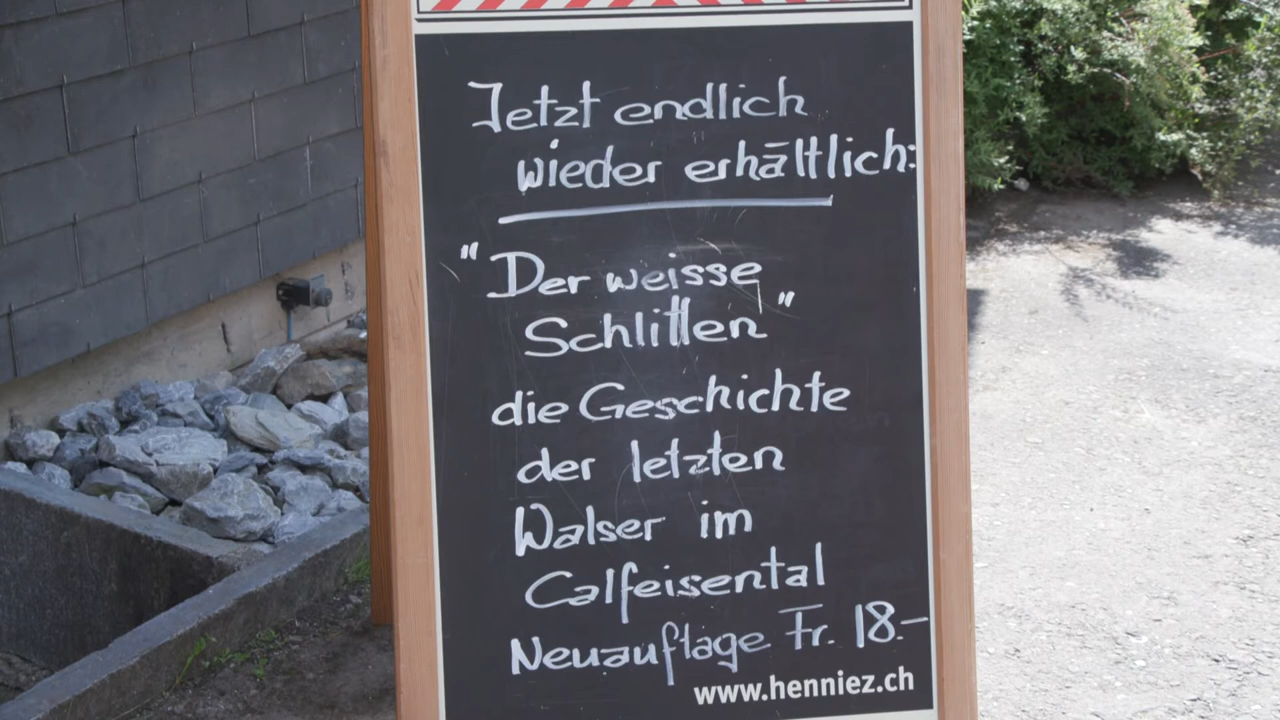 Jetzt endlich
wieder erhältlich:
"Der weisse
Schlitten"
die Geschichte
der letzten
Walser im
Calfeisental
Neuauflage Fr. 18.-
www.henniez.ch